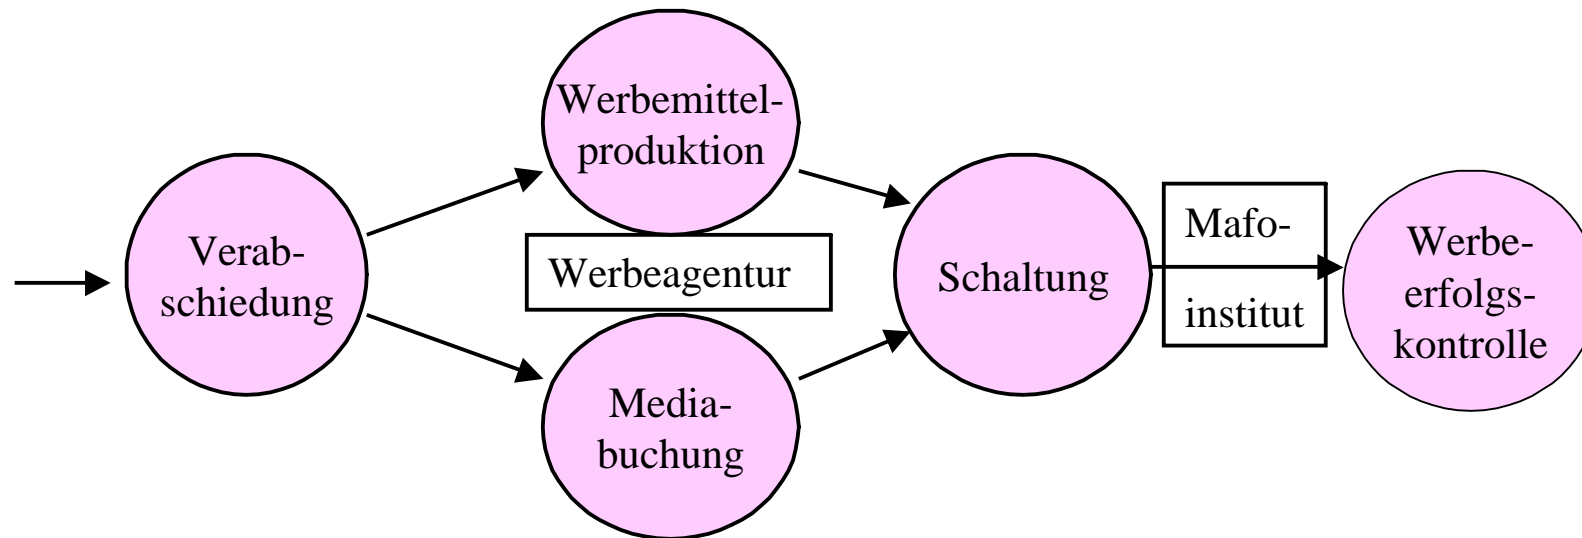 Verab-
schiedung
Werbemittel-
produktion
Werbeagentur
Media-
buchung
Schaltung
Mafo-
institut
Werbe-
erfolgs-
kontrolle